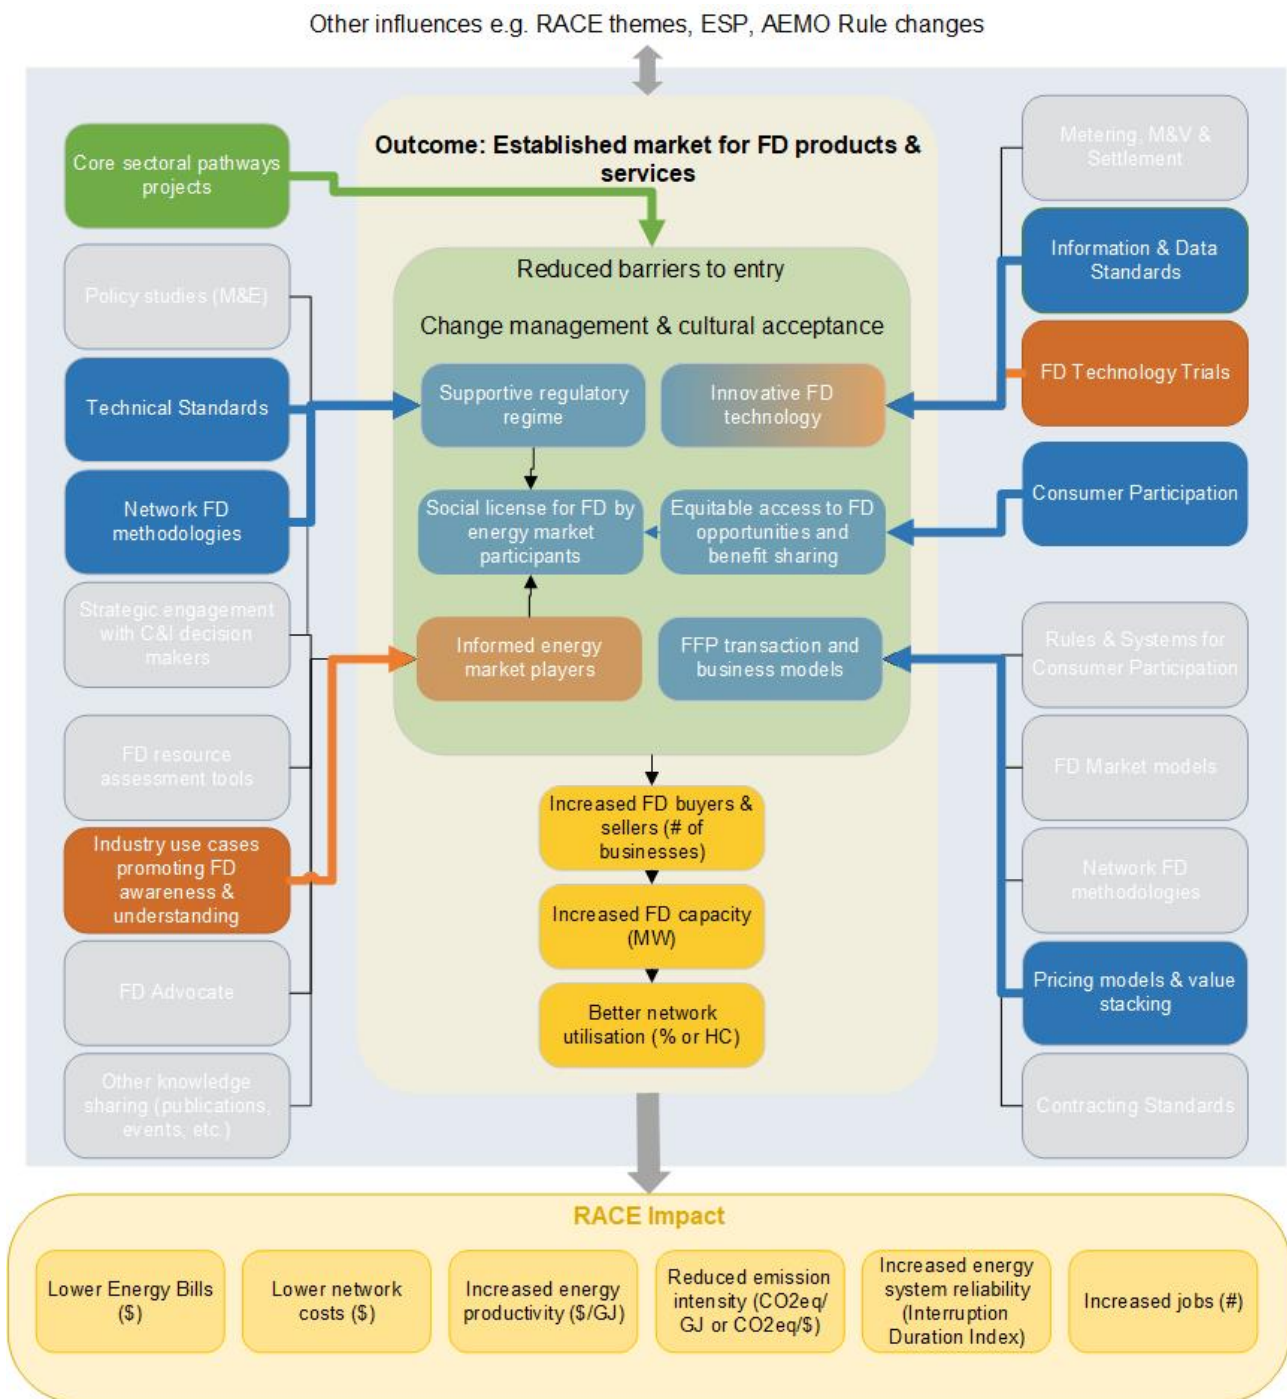 Other influences e.g. RACE themes, ESP, AEMO Rule changes
Outcome: Established market for FD products &
services
Core sectoral pathways
projects
Policy studies (M&E)
Technical Standards
Network FD
methodologies
Strategic engagement
with C&I decision
makers
FD resource
assessment tools
Industry use cases
promoting FD
awareness &
understanding
FD Advocate
Other knowledge
sharing (publications,
events, etc.)
Reduced barriers to entry
Change management & cultural acceptance
Supportive regulatory
regime
Innovative FD
technology
Social license for FD by
energy market
participants
Equitable access to FD
opportunities and
benefit sharing
Informed energy
market players
FFP transaction and
business models
Increased FD buyers &
sellers (# of
businesses)
Increased FD capacity
(MW)
Better network
utilisation (% or HC)
Metering, M&V &
Settlement
Information & Data
Standards
FD Technology Trials
Consumer Participation
Rules & Systems for
Consumer Participation
FD Market models
Network FD
methodologies
Pricing models & value
stacking
Contracting Standards
RACE Impact
Lower Energy Bills
($)
Lower network
costs ($)
Increased energy
productivity ($/GJ)
Reduced emission
intensity (CO2eq/
GJ or CO2eq/$)
Increased energy
system reliability
(Interruption
Duration Index)
Increased jobs (#)